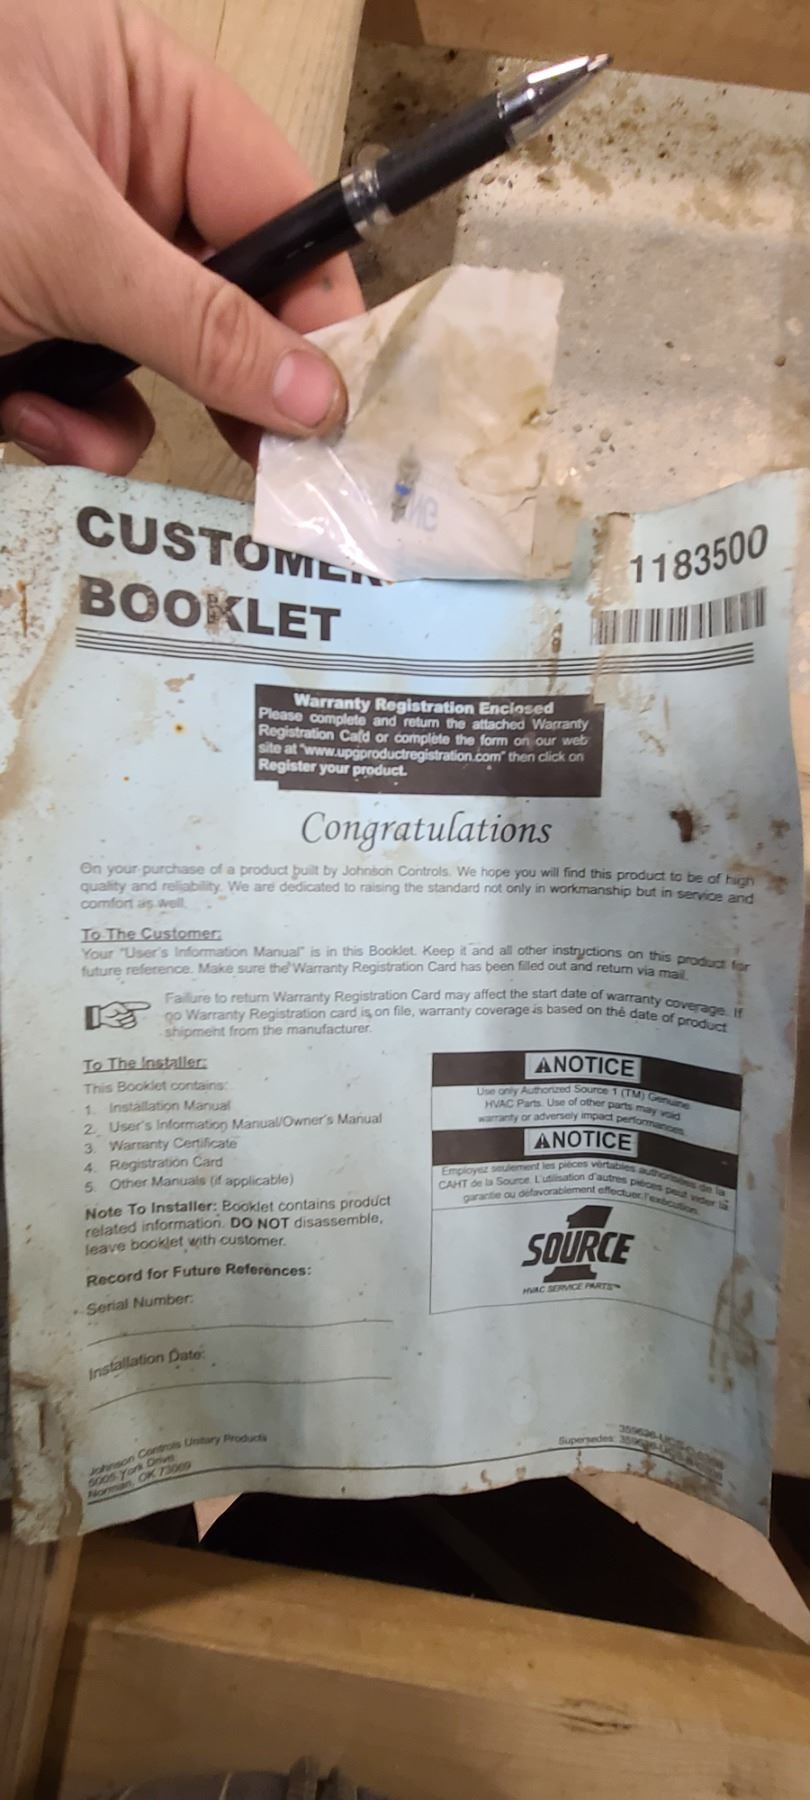 CUSTOMER
BOOKLET
1183500
Warranty Registration Enclosed
Please complete and return the attached Warranty
Registration Card or complete the form on our web
site at "www.upgproductregistration.com" then click on
Register your product.
Congratulations
On your purchase of a product built by Johnson Controls. We hope you will find this product to be of high
quality and reliability. We are dedicated to raising the standard not only in workmanship but in service and
comfort as well.
To The Customer:
Your "User's Information Manual" is in this Booklet. Keep it and all other instructions on this product for
future reference. Make sure the Warranty Registration Card has been filled out and return via mail.
Failure to return Warranty Registration Card may affect the start date of warranty coverage. If
no Warranty Registration card is on file, warranty coverage is based on the date of product
shipment from the manufacturer.
To The Installer:
This Booklet contains:
1. Installation Manual
2. User's Information Manual/Owner's Manual
3. Warranty Certificate
4. Registration Card
5. Other Manuals (if applicable)
Note To Installer: Booklet contains product
related information. DO NOT disassemble,
leave booklet with customer.
Record for Future References:
Serial Number:
Installation Date:
NOTICE
Use only Authorized Source 1 (TM) Genuine
HVAC Parts. Use of other parts may void
warranty or adversely impact performances
NOTICE
Employez seulement les pièces véritables authorisées de la
CAHT de la Source. L'utilisation d'autres pièces peut vider la
garantie ou défavorablement effectuer l'exécution.
SOURCE 1
HVAC SERVICE PARTS™
Johnson Controls Unitary Products
5005 York Drive
Norman, OK 73069
Supersedes: